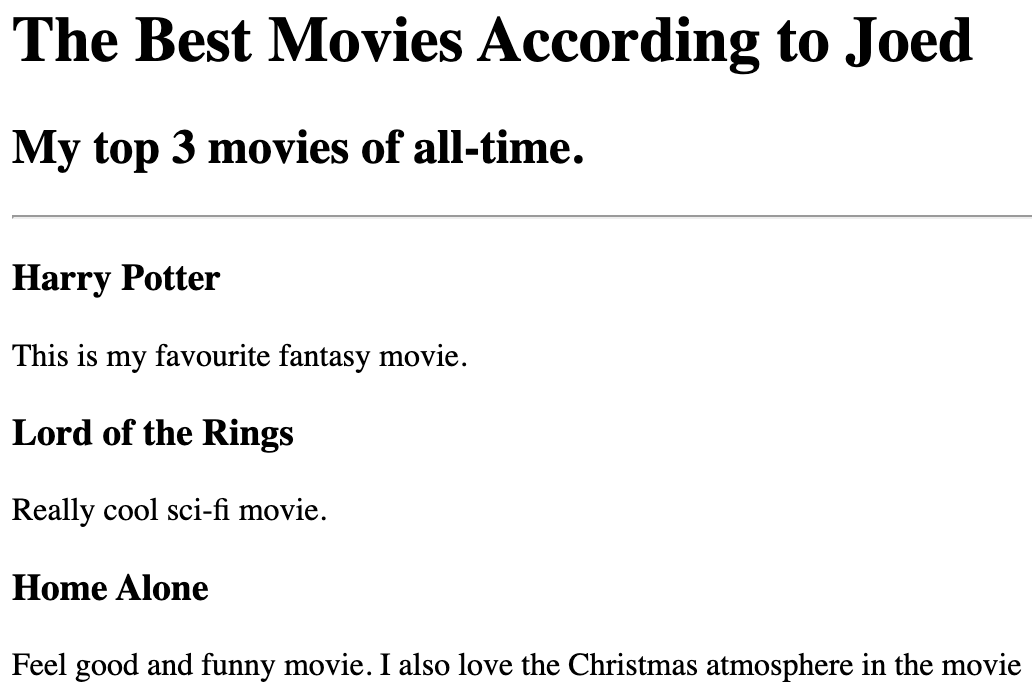 The Best Movies According to Joed
My top 3 movies of all-time.
Harry Potter
This is my favourite fantasy movie.
Lord of the Rings
Really cool sci-fi movie.
Home Alone
Feel good and funny movie. I also love the Christmas atmosphere in the movie